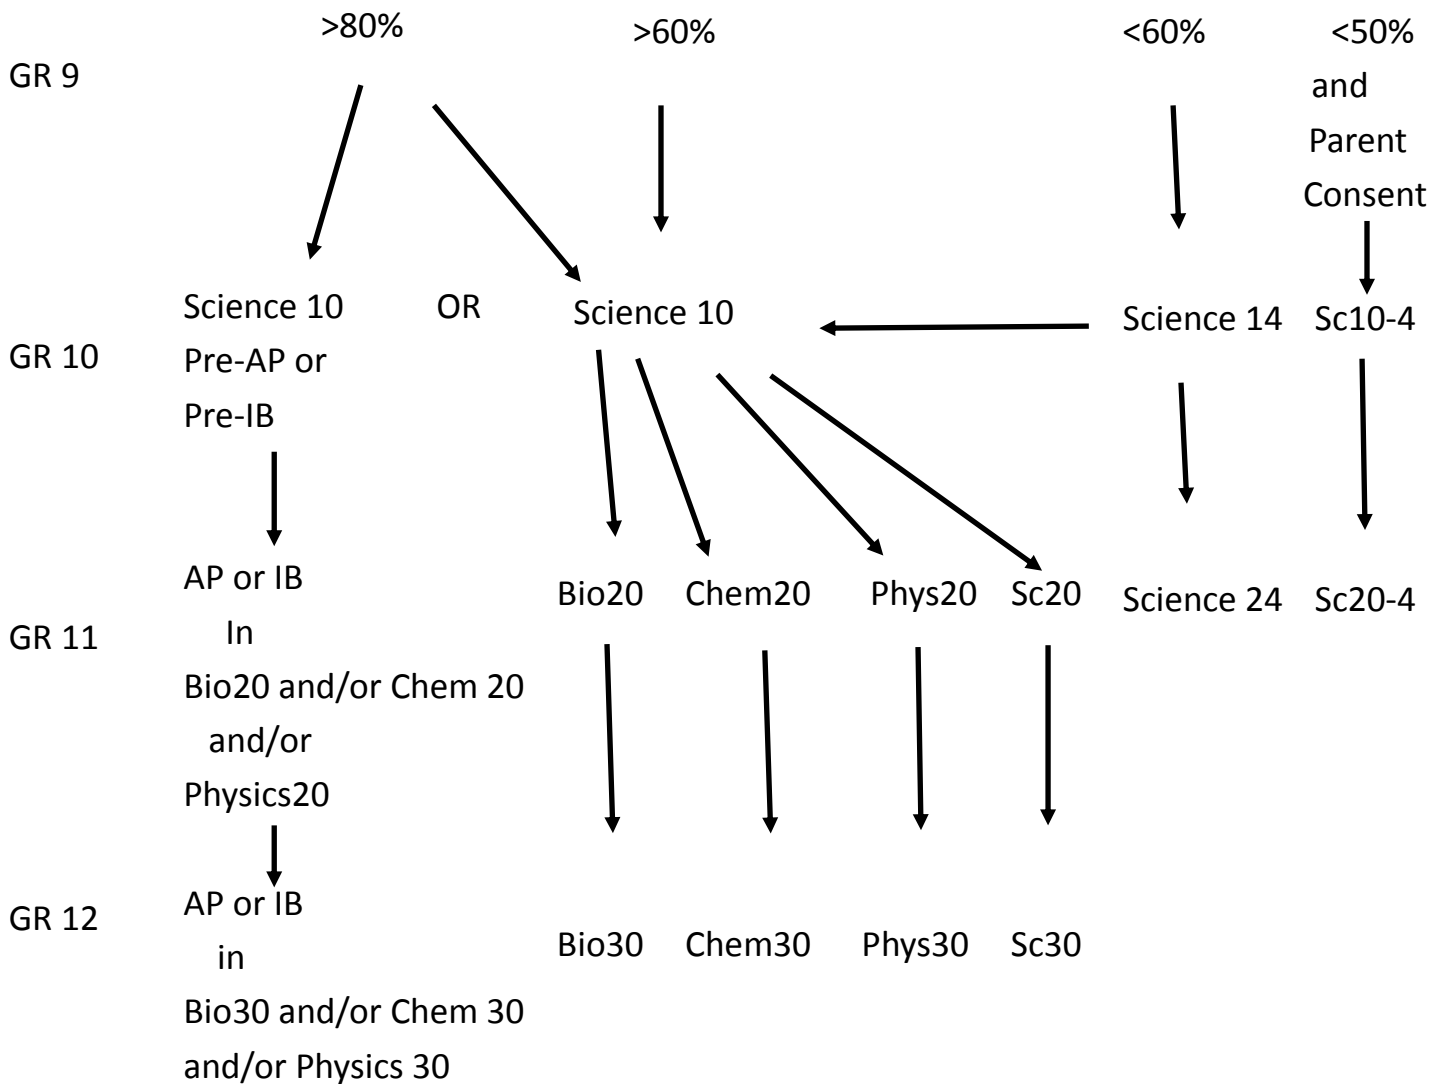 >80% >60% <60% <50%
GR 9
and
Parent
Consent
Science 10 OR Science 10 Science 14 Sc10-4
GR 10
Pre-AP or
Pre-IB
AP or IB
Bio20 Chem20 Phys20 Sc20 Science 24 Sc20-4
GR 11
In
Bio20 and/or Chem 20
and/or
Physics20
AP or IB
GR 12
in
Bio30 Chem30 Phys30 Sc30
Bio30 and/or Chem 30
and/or Physics 30